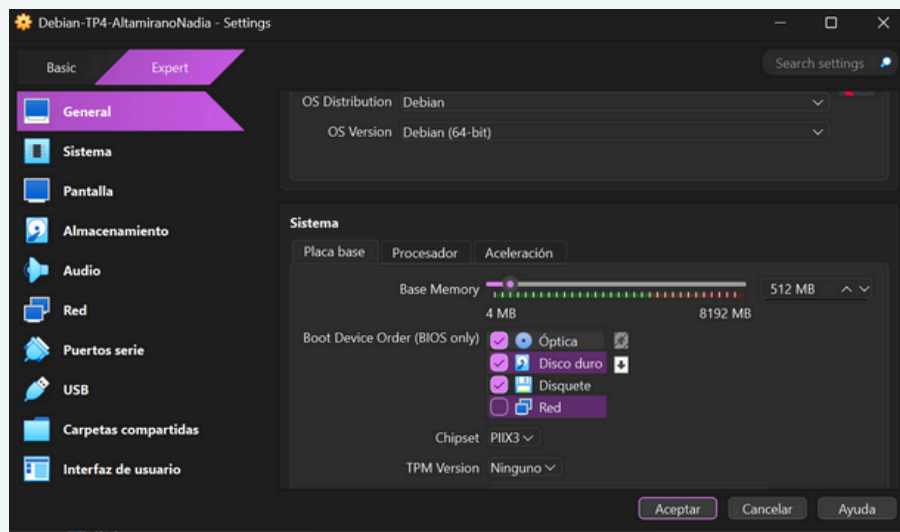 Debian-TP4-AltamiranoNadia - Settings
Basic
Expert
Search settings
General
Sistema
Pantalla
Almacenamiento
Audio
Red
Puertos serie
USB
Carpetas compartidas
Interfaz de usuario
OS Distribution Debian
OS Version Debian (64-bit)
Sistema
Placa base Procesador Aceleración
Base Memory 512 MB
4 MB 8192 MB
Boot Device Order (BIOS only) Óptica
Disco duro
Disquete
Red
Chipset PIIX3
TPM Version Ninguno
Aceptar Cancelar Ayuda